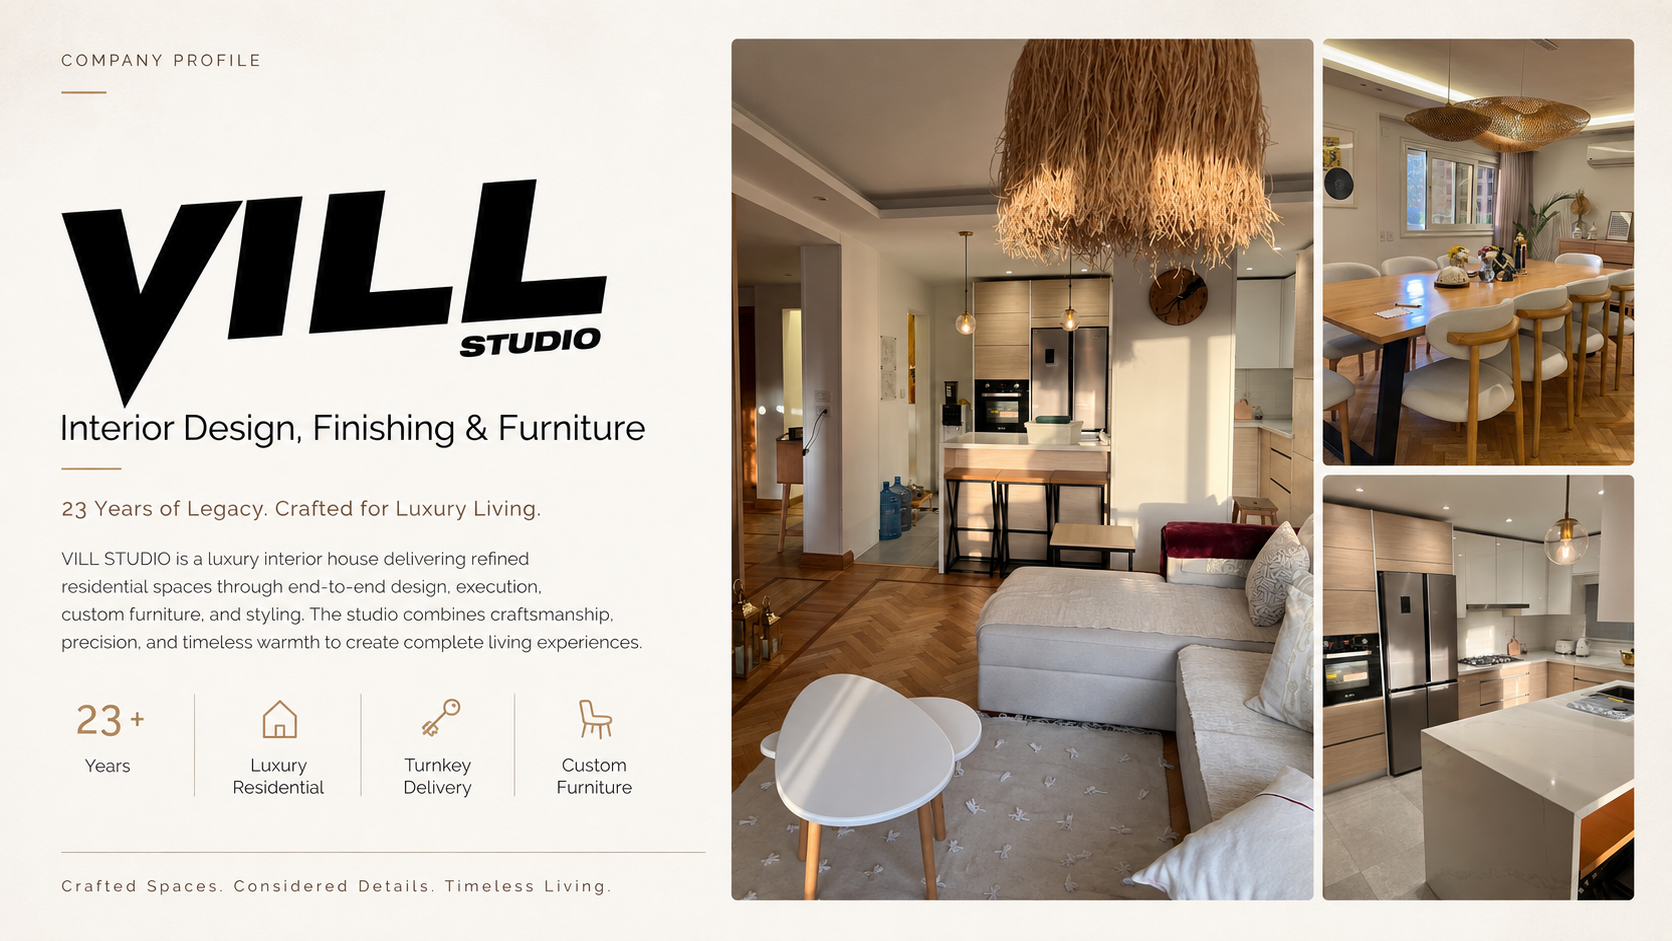 COMPANY PROFILE
VILL
STUDIO
Interior Design, Finishing & Furniture
23 Years of Legacy. Crafted for Luxury Living.
VILL STUDIO is a luxury interior house delivering refined
residential spaces through end-to-end design, execution,
custom furniture, and styling. The studio combines craftsmanship,
precision, and timeless warmth to create complete living experiences.
23+
Years
Luxury
Residential
Turnkey
Delivery
Custom
Furniture
Crafted Spaces. Considered Details. Timeless Living.